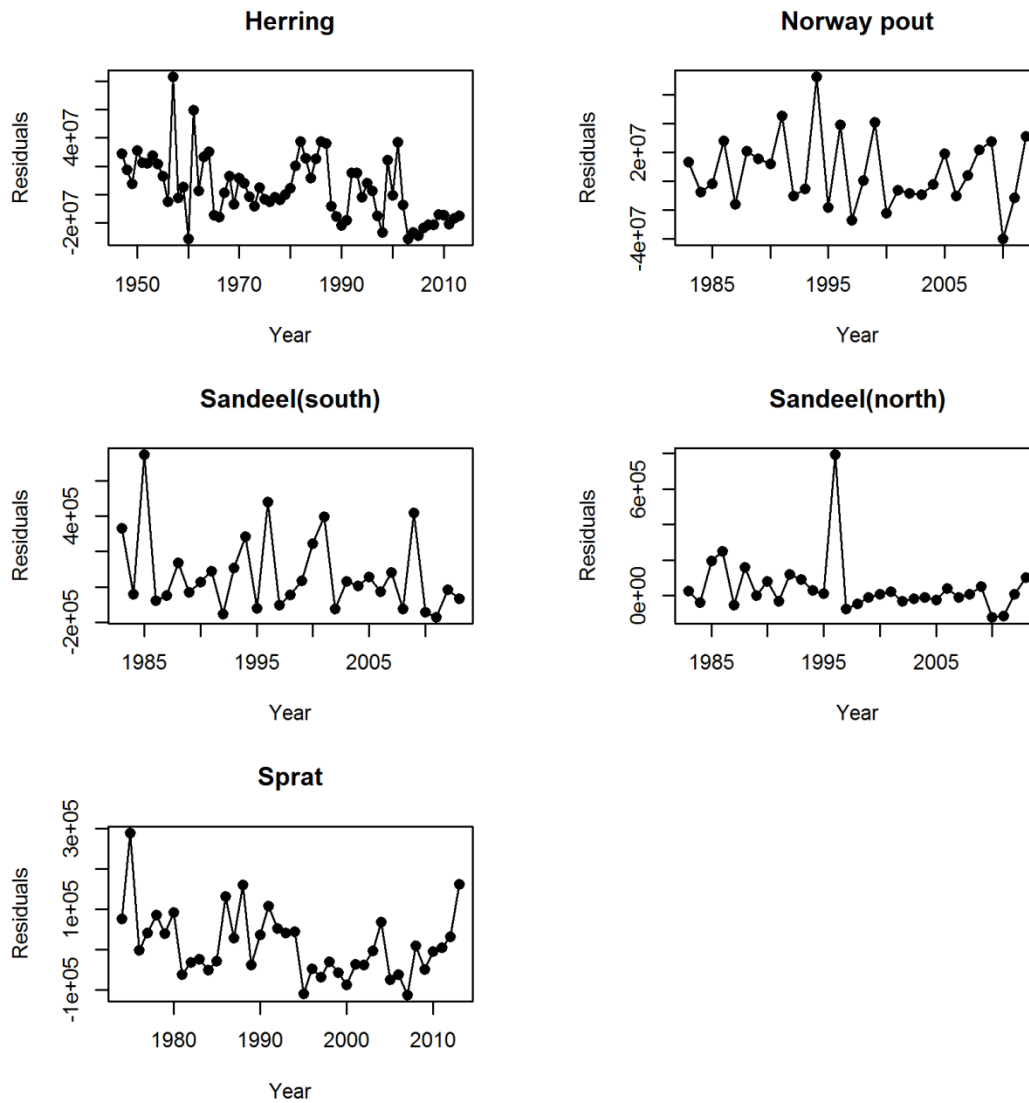 Herring
Residuals
4e+07
-2e+07
1950 1970 1990 2010
Year
Norway pout
Residuals
2e+07
-4e+07
1985 1995 2005
Year
Sandeel(south)
Residuals
4e+05
-2e+05
1985 1995 2005
Year
Sandeel(north)
Residuals
6e+05
0e+00
1985 1995 2005
Year
Sprat
Residuals
3e+05
1e+05
-1e+05
1980 1990 2000 2010
Year